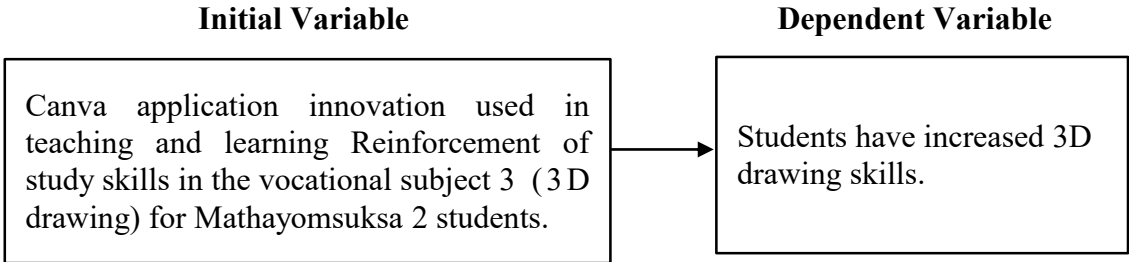 Initial Variable
Dependent Variable
Canva application innovation used in
teaching and learning Reinforcement of
study skills in the vocational subject 3 (3D
drawing) for Mathayomsuksa 2 students.
Students have increased 3D
drawing skills.